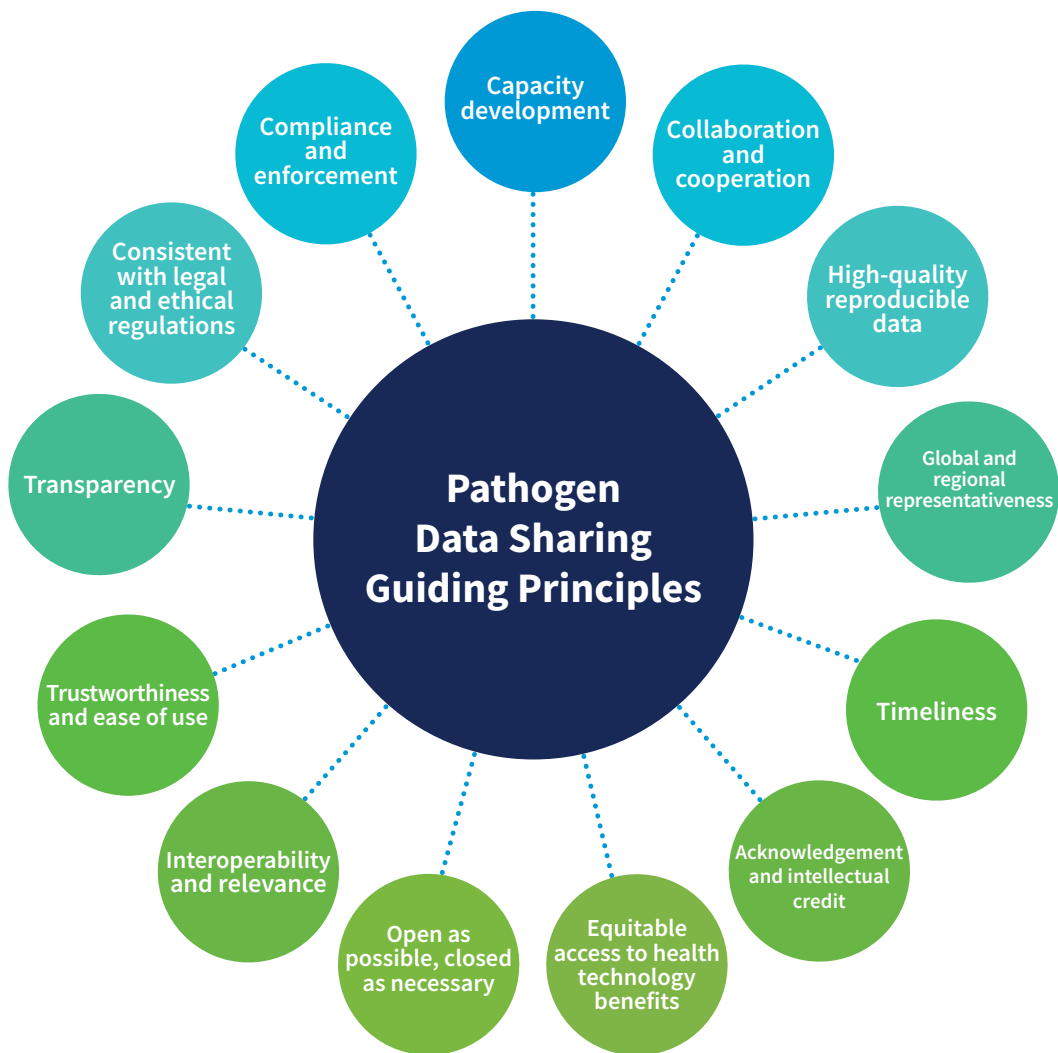 Capacity
development
Collaboration
and
cooperation
High-quality
reproducible
data
Global and
regional
representativeness
Timeliness
Acknowledgement
and intellectual
credit
Equitable
access to health
technology
benefits
Open as
possible, closed
as necessary
Interoperability
and relevance
Trustworthiness
and ease of use
Transparency
Consistent
with legal
and ethical
regulations
Compliance
and
enforcement
Pathogen
Data Sharing
Guiding Principles